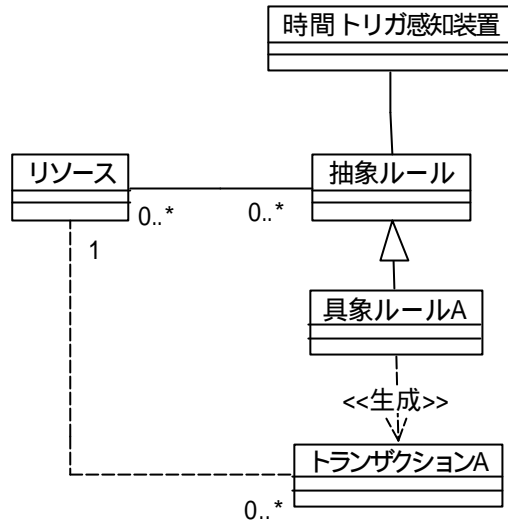 時間トリガ感知装置
リソース
抽象ルール
0..*
0..*
1
具象ルールA
<<生成>>
トランザクションA
0..*